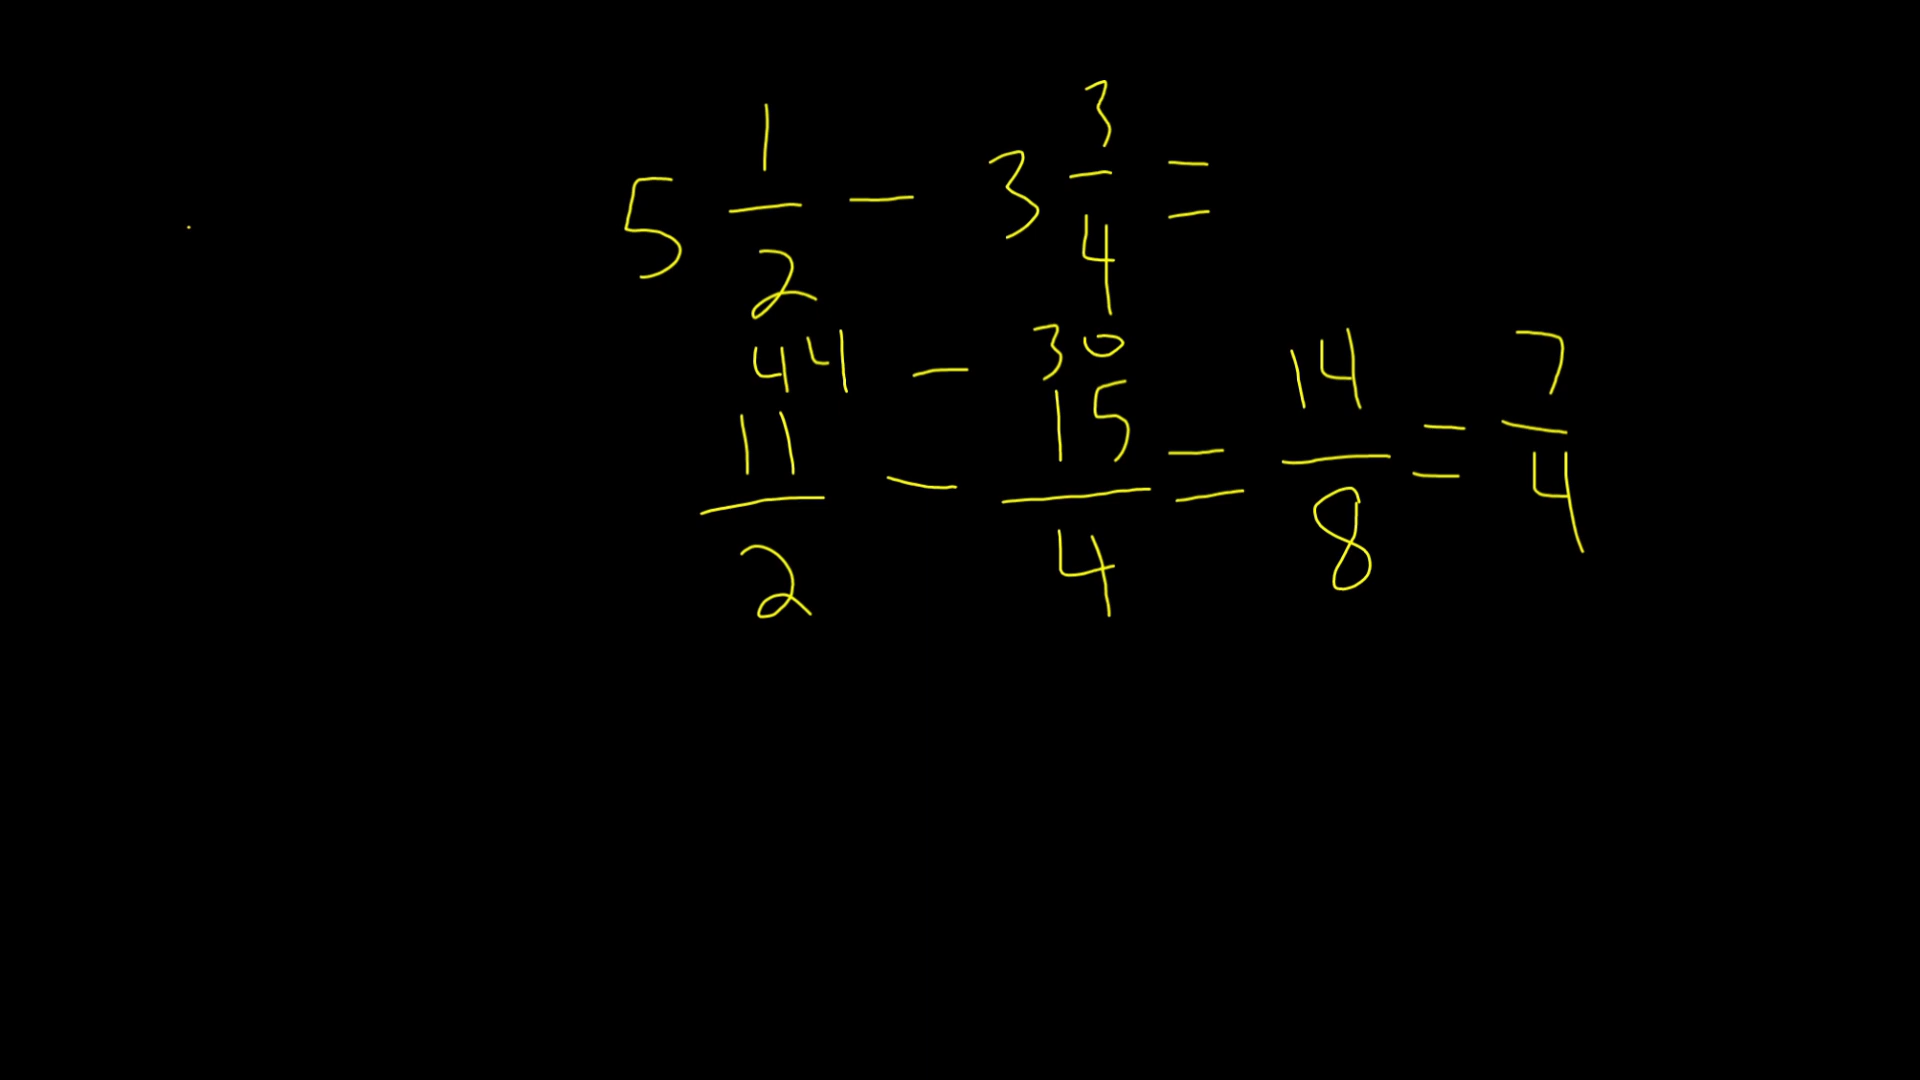 5 1/2 - 3 3/4 =
44 - 30
11/2 - 15/4 = 14/8 = 7/4